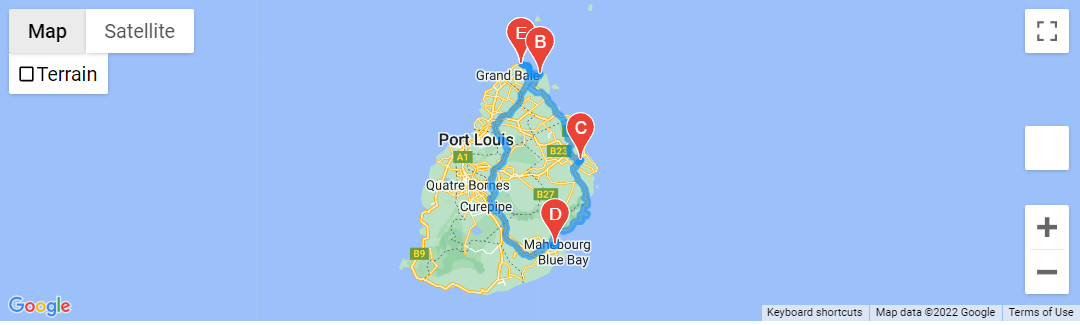 Map
Satellite
Terrain
E
B
Grand Baie
C
Port Louis
B23
A1
Quatre Bornes
B27
Curepipe
D
Mahebourg
Blue Bay
B9
Google
Keyboard shortcuts
Map data ©2022 Google
Terms of Use